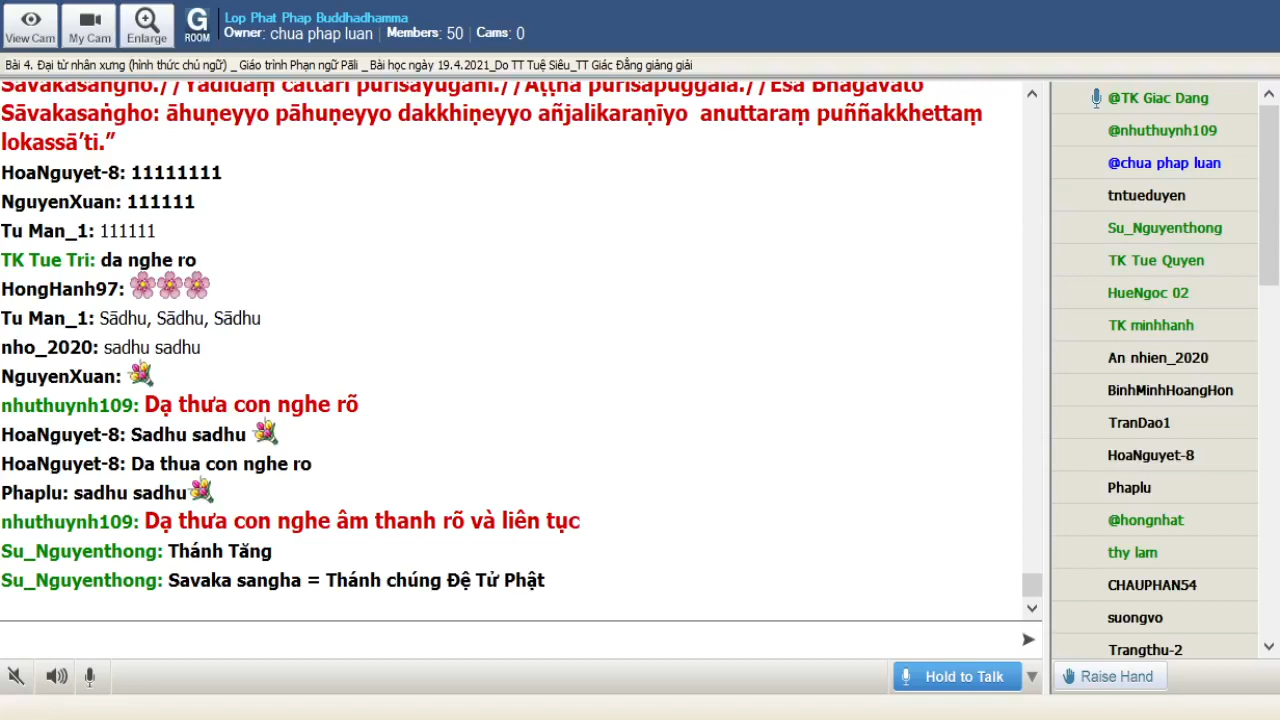 View Cam
My Cam
Enlarge
G
ROOM
Lop Phat Phap Buddhadhamma
Owner: chua phap luan | Members: 50 | Cams: 0
Bài 4. Đại từ nhân xưng (hình thức chủ ngữ) _ Giáo trình Phạn ngữ Pāli _ Bài học ngày 19.4.2021_Do TT Tuệ Siêu_TT Giác Đẳng giảng giải
Sāvakasaṅgho.//Yadidaṃ cattāri purisayugāni.//Aṭṭha purisapuggalā.//Esa Bhagavato
Sāvakasaṅgho: āhuṇeyyo pāhuṇeyyo dakkhiṇeyyo añjalikaraṇīyo anuttaraṃ puññakkhettaṃ
lokassā’ti.”
HoaNguyet-8: 11111111
NguyenXuan: 111111
Tu Man_1: 111111
TK Tue Tri: da nghe ro
HongHanh97:
Tu Man_1: Sādhu, Sādhu, Sādhu
nho_2020: sadhu sadhu
NguyenXuan:
nhuthuynh109: Dạ thưa con nghe rõ
HoaNguyet-8: Sadhu sadhu
HoaNguyet-8: Da thua con nghe ro
Phaplu: sadhu sadhu
nhuthuynh109: Dạ thưa con nghe âm thanh rõ và liên tục
Su_Nguyenthong: Thánh Tăng
Su_Nguyenthong: Savaka sangha = Thánh chúng Đệ Tử Phật
Hold to Talk
@TK Giac Dang
@nhuthuynh109
@chua phap luan
tntueduyen
Su_Nguyenthong
TK Tue Quyen
HueNgoc 02
TK minhhanh
An nhien_2020
BinhMinhHoangHon
TranDao1
HoaNguyet-8
Phaplu
@hongnhat
thy lam
CHAUPHAN54
suongvo
Trangthu-2
Raise Hand